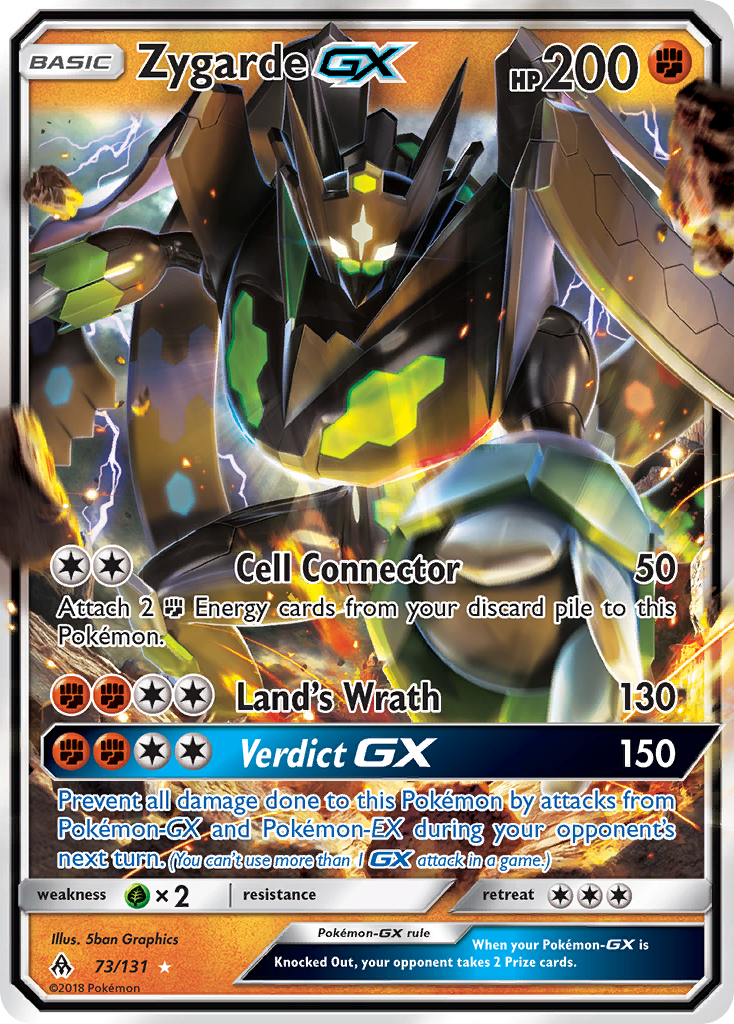 BASIC Zygarde GX HP 200
Cell Connector 50
Attach 2 Energy cards from your discard pile to this
Pokémon.
Land's Wrath 130
Verdict GX 150
Prevent all damage done to this Pokémon by attacks from
Pokémon-GX and Pokémon-EX during your opponent's
next turn. (You can't use more than 1 GX attack in a game.)
weakness × 2 resistance retreat
Illus. 5ban Graphics
73/131
©2018 Pokémon
Pokémon-GX rule
When your Pokémon-GX is
Knocked Out, your opponent takes 2 Prize cards.